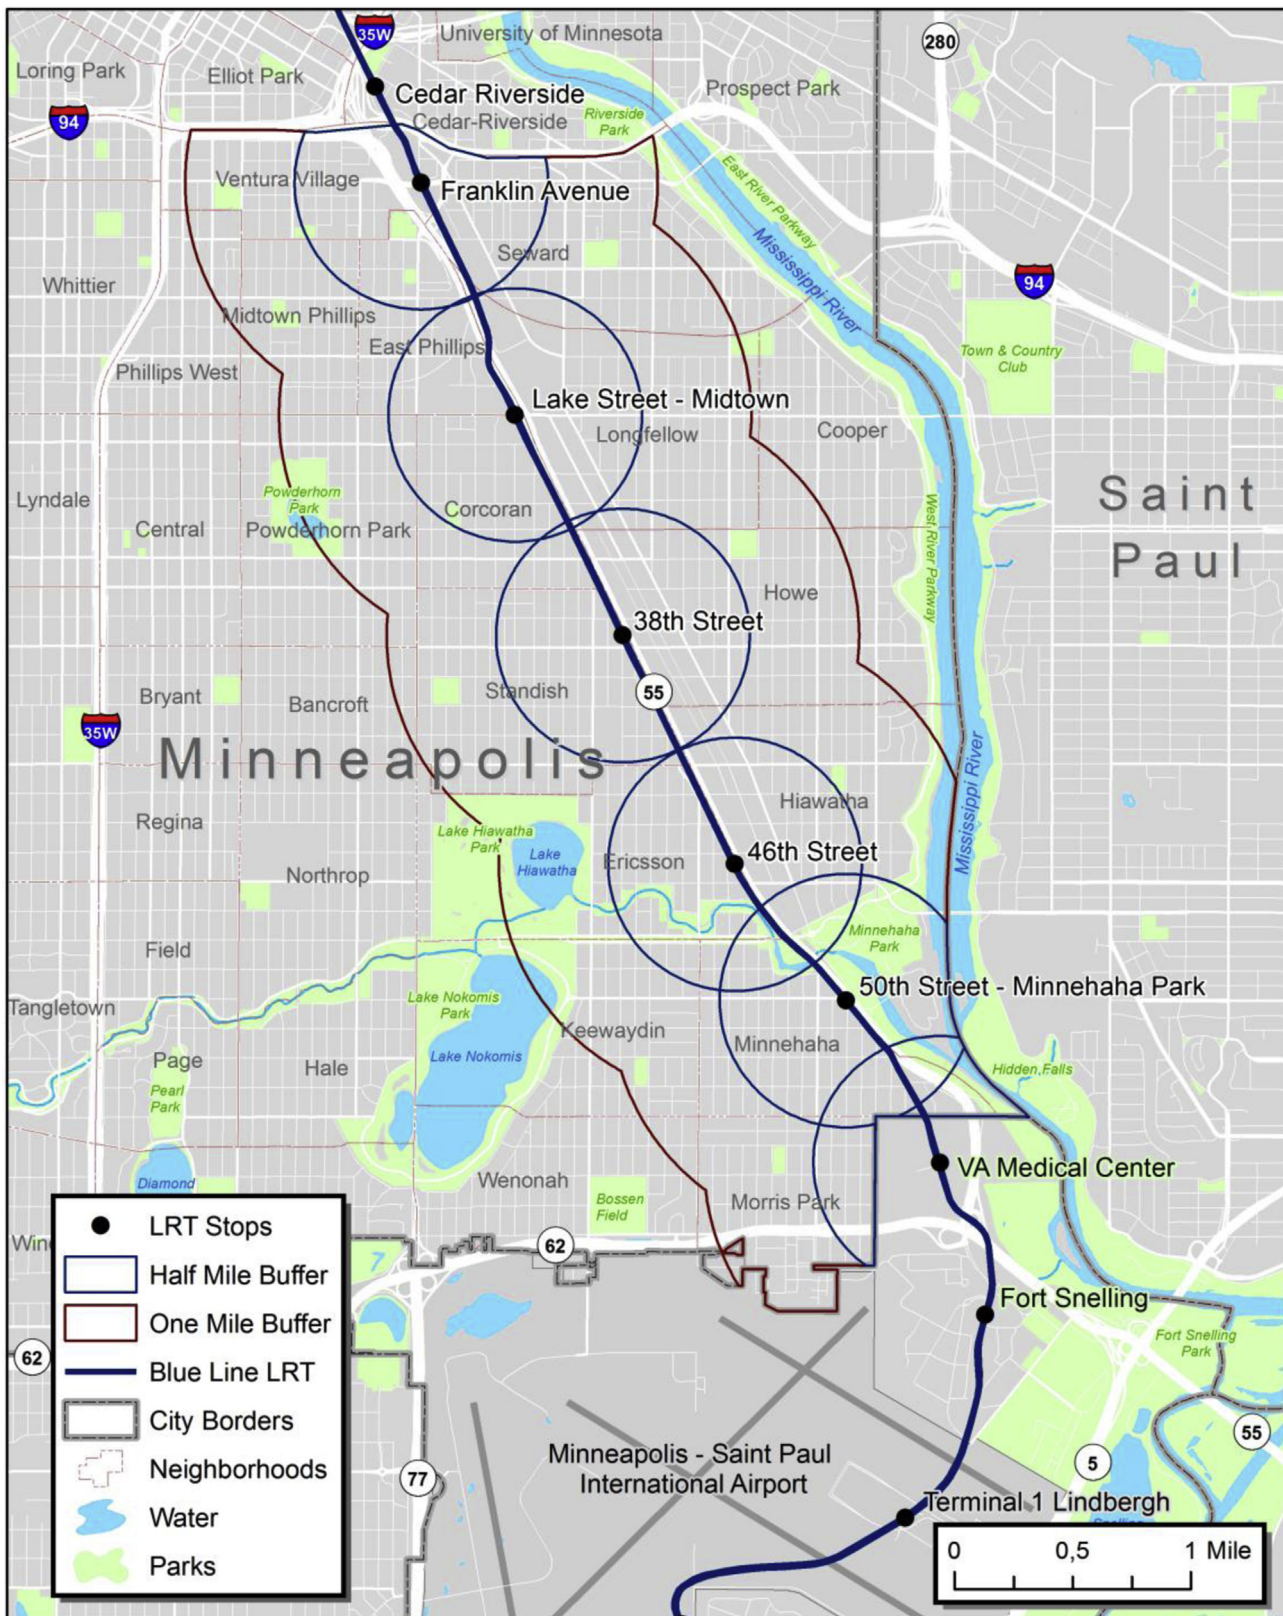 35W
University of Minnesota
280
Loring Park
Elliot Park
Prospect Park
Cedar Riverside
94
Cedar-Riverside
Riverside
Park
Ventura Village
Franklin Avenue
East River Parkway
Seward
Mississippi River
Whittier
94
Midtown Phillips
East Phillips
Town & Country
Club
Phillips West
Lake Street - Midtown
Longfellow
Cooper
Lyndale
Powderhorn
Park
Saint
Paul
Corcoran
Central
Powderhorn Park
West River Parkway
Howe
38th Street
Bryant
Bancroft
Standish
55
35W
Minneapolis
Mississippi River
Hiawatha
Regina
Lake Hiawatha
Park
Lake
Hiawatha
Ericsson
46th Street
Northrop
Field
Minnehaha
Park
Tangletown
Lake Nokomis
Park
50th Street - Minnehaha Park
Keewaydin
Minnehaha
Page
Hale
Lake Nokomis
Hidden Falls
Pearl
Park
VA Medical Center
Diamond
Wenonah
Bossen
Field
Morris Park
62
Fort Snelling
Fort Snelling
Park
62
Minneapolis - Saint Paul
International Airport
55
5
77
Terminal 1 Lindbergh
LRT Stops
Half Mile Buffer
One Mile Buffer
Blue Line LRT
City Borders
Neighborhoods
Water
Parks
0 0,5 1 Mile